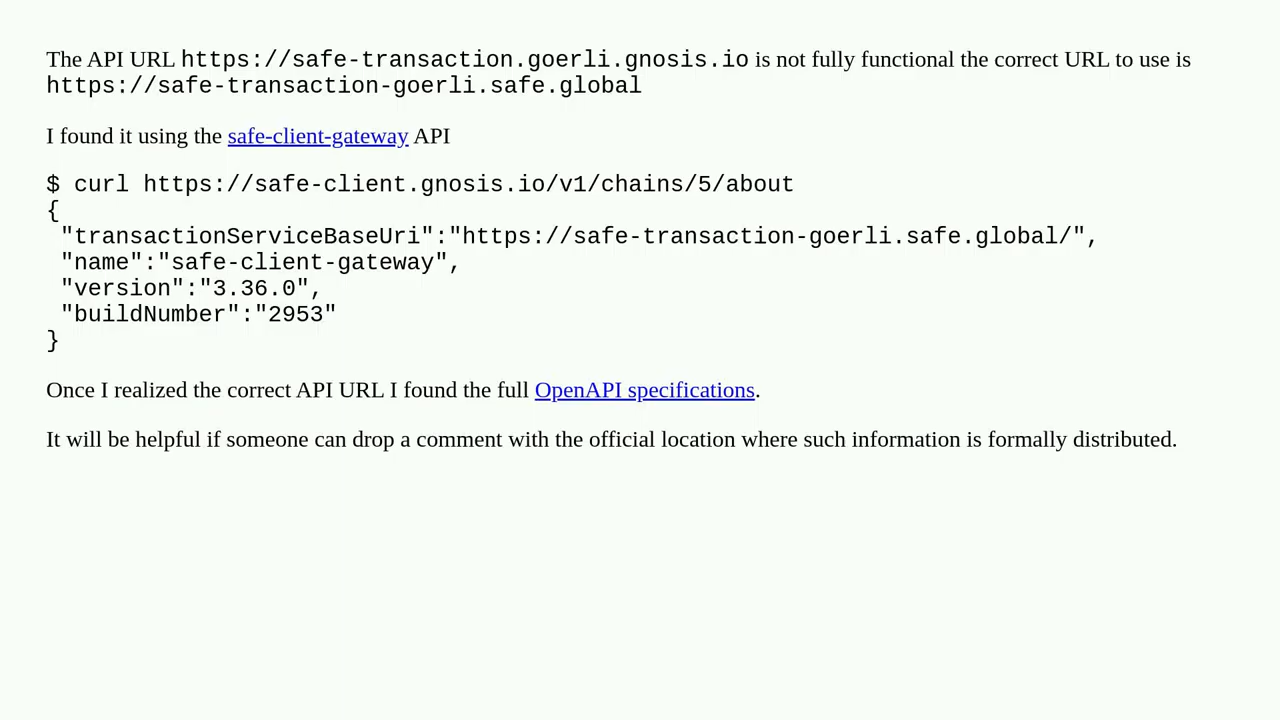 The API URL https://safe-transaction.goerli.gnosis.io is not fully functional the correct URL to use is
https://safe-transaction-goerli.safe.global
I found it using the safe-client-gateway API
$ curl https://safe-client.gnosis.io/v1/chains/5/about
{
 "transactionServiceBaseUri":"https://safe-transaction-goerli.safe.global/",
 "name":"safe-client-gateway",
 "version":"3.36.0",
 "buildNumber":"2953"
}
Once I realized the correct API URL I found the full OpenAPI specifications.
It will be helpful if someone can drop a comment with the official location where such information is formally distributed.